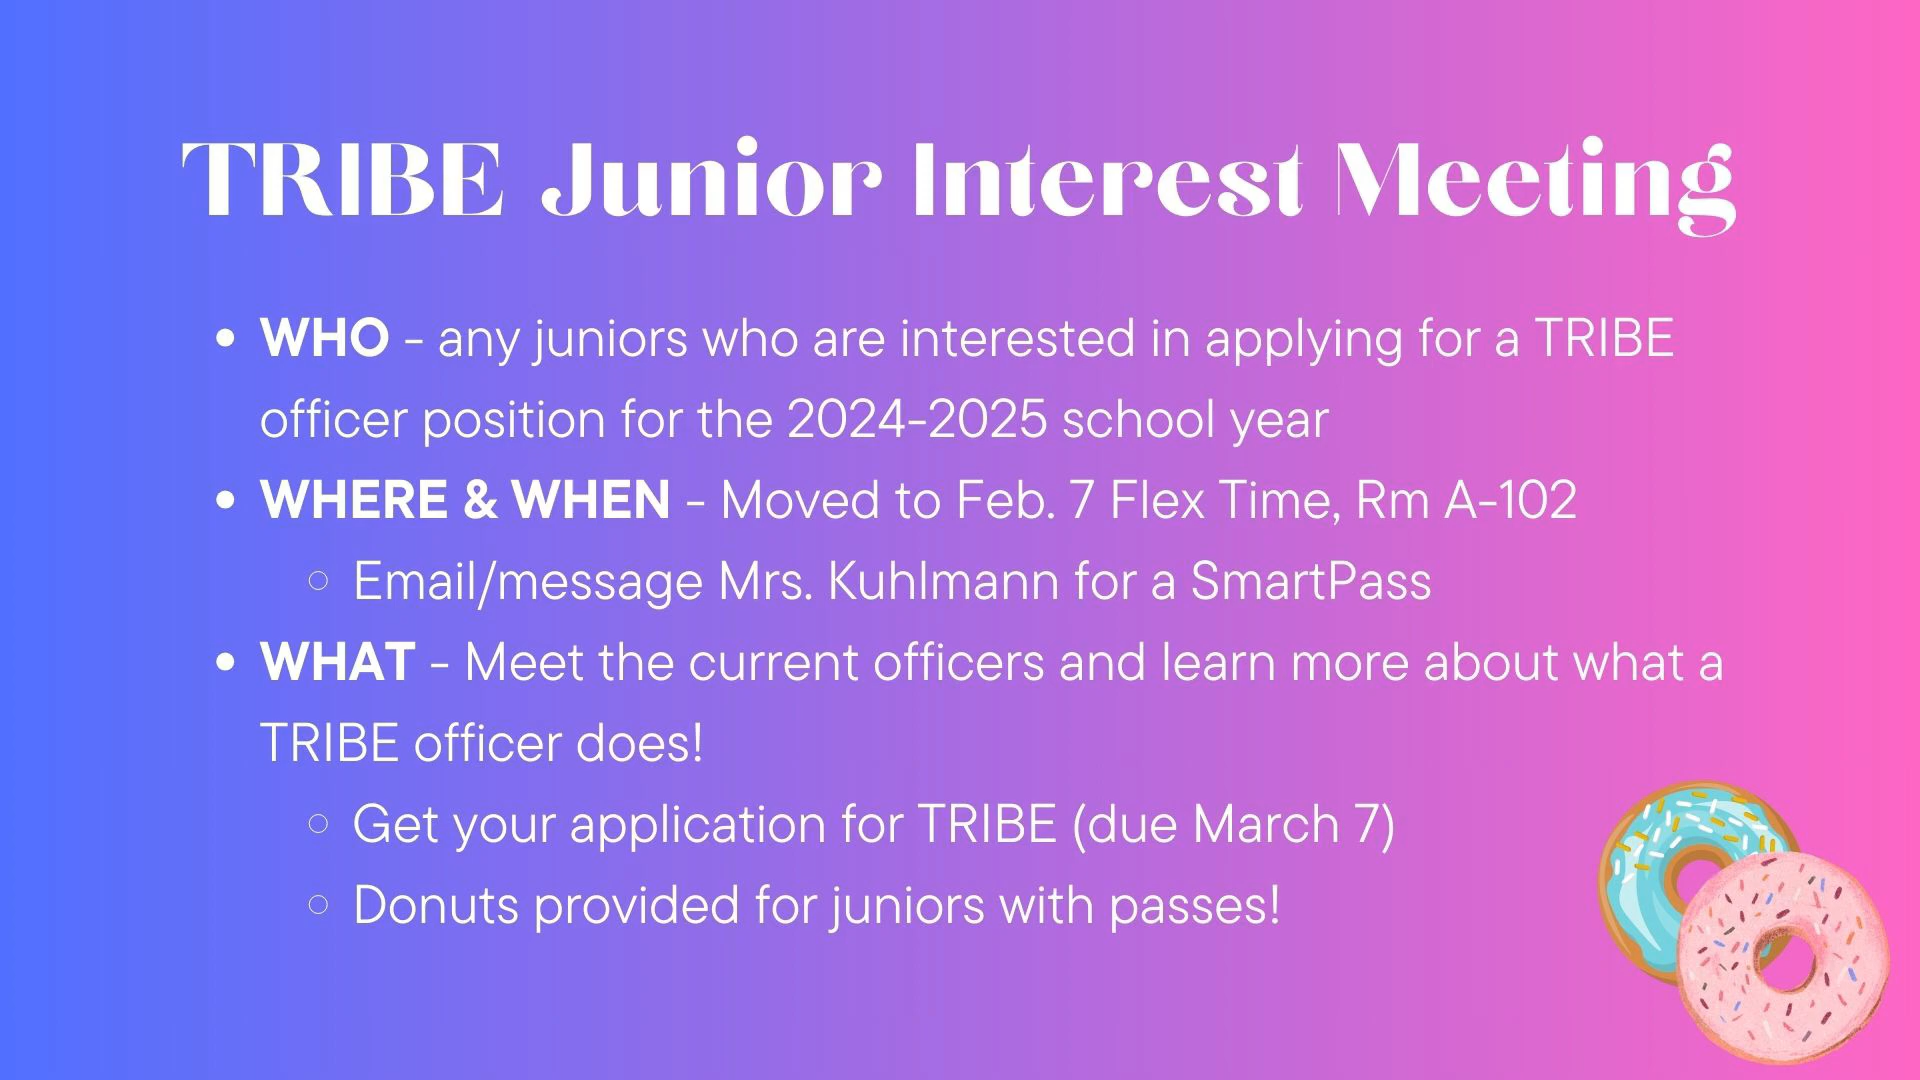 TRIBE Junior Interest Meeting
• WHO - any juniors who are interested in applying for a TRIBE
officer position for the 2024-2025 school year
• WHERE & WHEN - Moved to Feb. 7 Flex Time, Rm A-102
○ Email/message Mrs. Kuhlmann for a SmartPass
• WHAT - Meet the current officers and learn more about what a
TRIBE officer does!
○ Get your application for TRIBE (due March 7)
○ Donuts provided for juniors with passes!